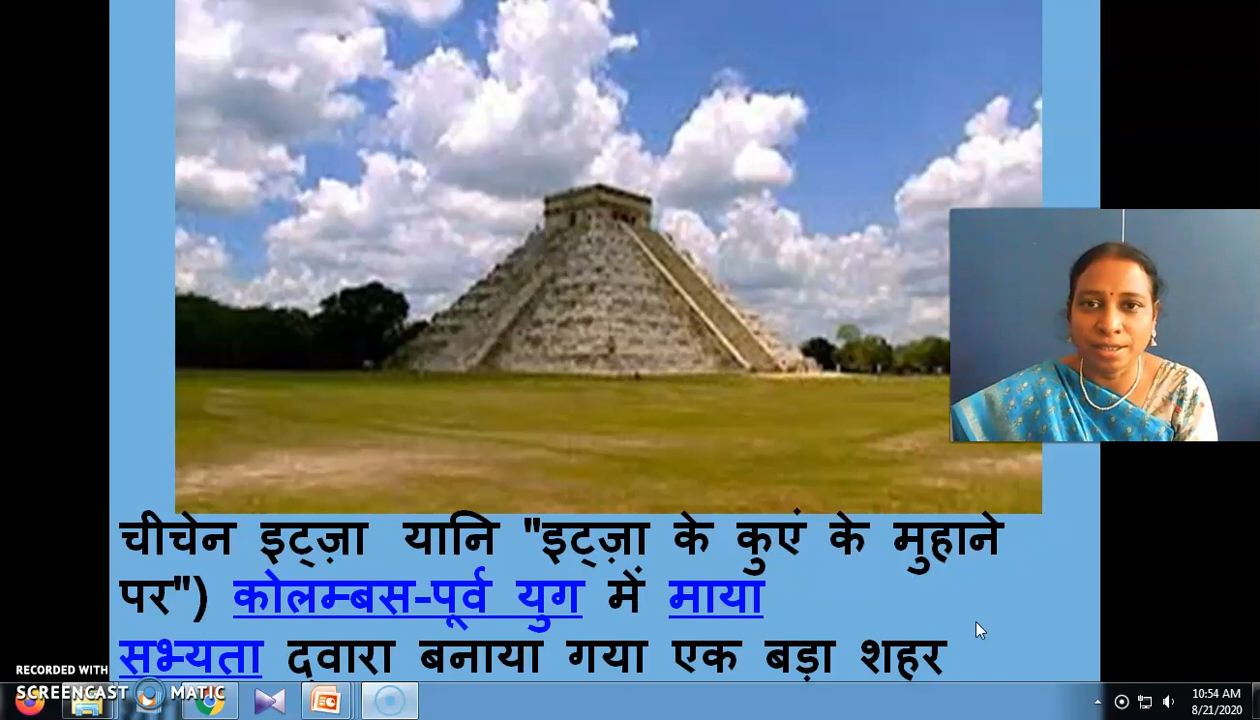 चीचेन इट्ज़ा यानि "इट्ज़ा के कुएं के मुहाने
पर") कोलम्बस-पूर्व युग में माया
सभ्यता द्वारा बनाया गया एक बड़ा शहर
RECORDED WITH
SCREENCAST MATIC
10:54 AM
8/21/2020